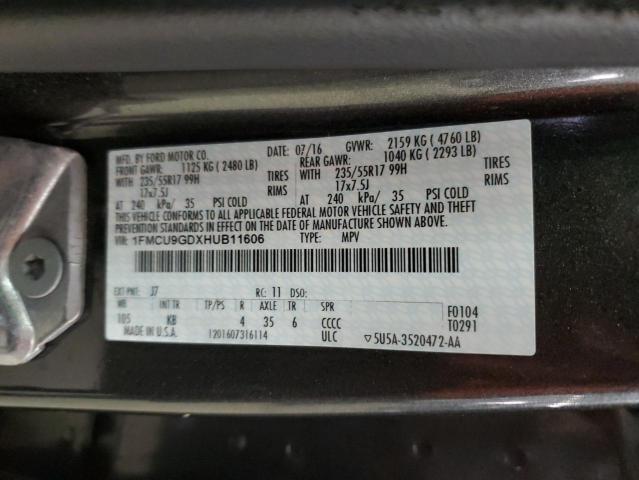 MFD. BY FORD MOTOR CO. DATE: 07/16 GVWR: 2159 KG ( 4760 LB)
FRONT GAWR: 1125 KG ( 2480 LB) REAR GAWR: 1040 KG ( 2293 LB)
WITH 235/55R17 99H TIRES WITH 235/55R17 99H TIRES
17x7.5J RIMS 17x7.5J RIMS
AT 240 kPa/ 35 PSI COLD AT 240 kPa/ 35 PSI COLD
THIS VEHICLE CONFORMS TO ALL APPLICABLE FEDERAL MOTOR VEHICLE SAFETY AND THEFT
PREVENTION STANDARDS IN EFFECT ON THE DATE OF MANUFACTURE SHOWN ABOVE.
VIN: 1FMCU9GDXHUB11606 TYPE: MPV
EXT PNT: J7 RC: 11 DSO:
WB INT TR TP/PS R AXLE TR SPR F0104
105 KB 4 35 6 CCCC T0291
MADE IN U.S.A. 1201607316114 ULC ▽5U5A-3520472-AA